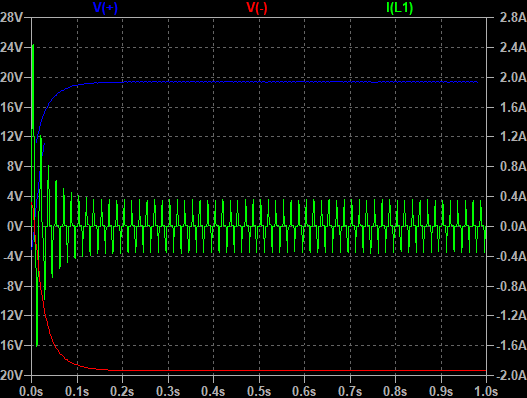 V(+) V(-) I(L1)
28V 2.8A
24V 2.4A
20V 2.0A
16V 1.6A
12V 1.2A
8V 0.8A
4V 0.4A
0V 0.0A
-4V -0.4A
-8V -0.8A
-12V -1.2A
-16V -1.6A
-20V -2.0A
0.0s 0.1s 0.2s 0.3s 0.4s 0.5s 0.6s 0.7s 0.8s 0.9s 1.0s